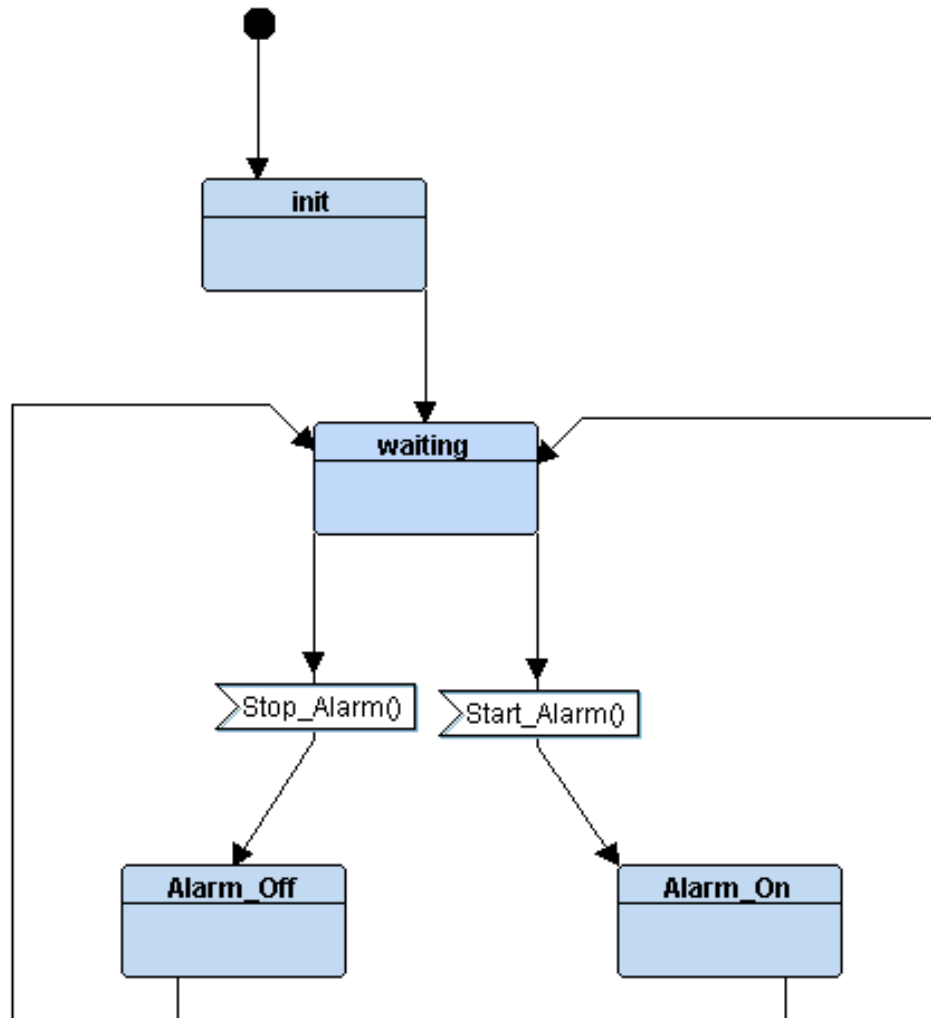 init
waiting
Stop_Alarm()
Start_Alarm()
Alarm_Off
Alarm_On